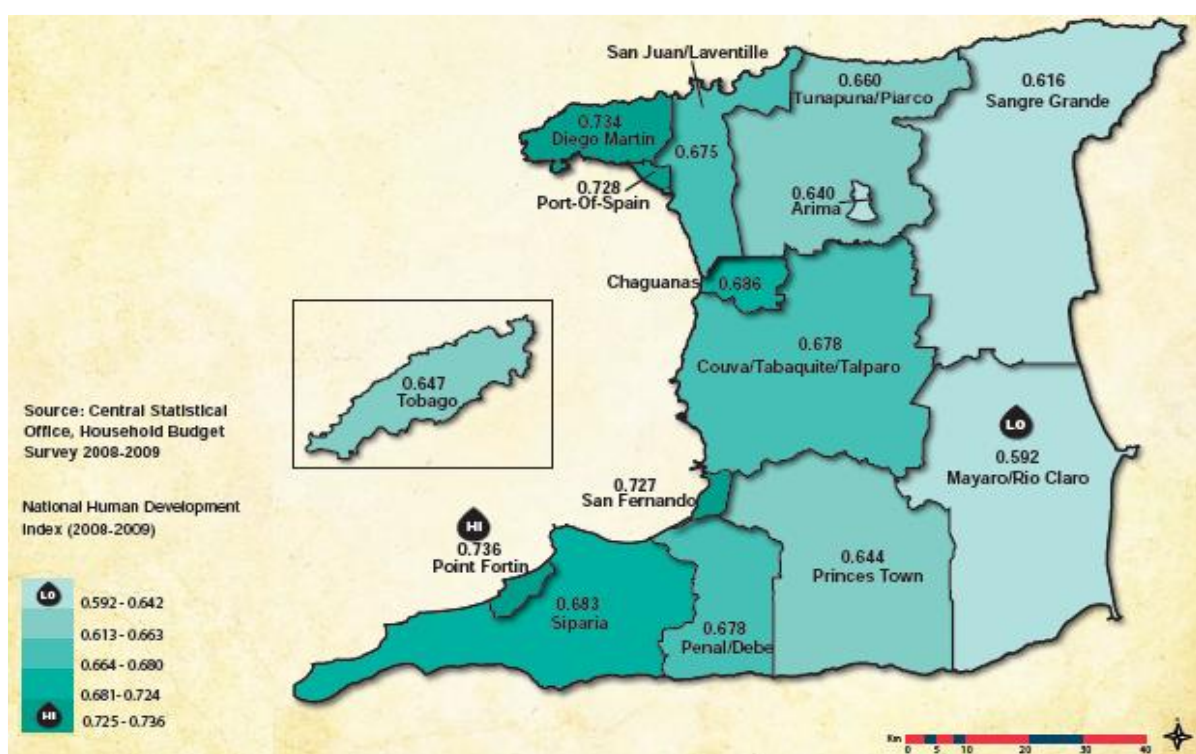 San Juan/Laventille
0.660
Tunapuna/Piarco
0.616
Sangre Grande
0.734
Diego Martin
0.675
0.728
Port-Of-Spain
0.640
Arima
Chaguanas
0.686
0.678
Couva/Tabaquite/Talparo
0.647
Tobago
Source: Central Statistical
Office, Household Budget
Survey 2008-2009
LO
0.592
Mayaro/Rio Claro
0.727
San Fernando
National Human Development
Index (2008-2009)
HI
0.736
Point Fortin
0.644
Princes Town
0.683
Siparia
0.678
Penal/Debe
LO
0.592 - 0.642
0.613 - 0.663
0.664 - 0.680
0.681 - 0.724
HI
0.725 - 0.736
Km
0 5 10 20 30 40